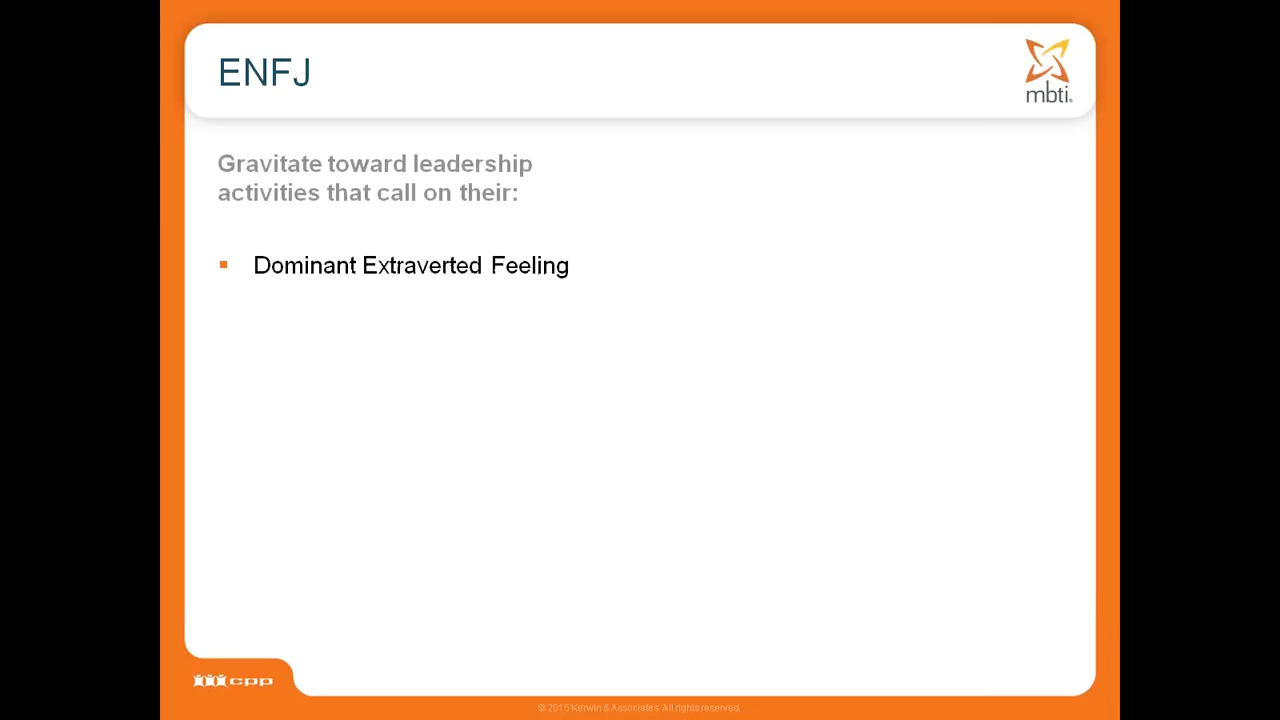 ENFJ
mbti®
Gravitate toward leadership
activities that call on their:
▪ Dominant Extraverted Feeling
cpp
© 2015 Kerwin & Associates. All rights reserved.